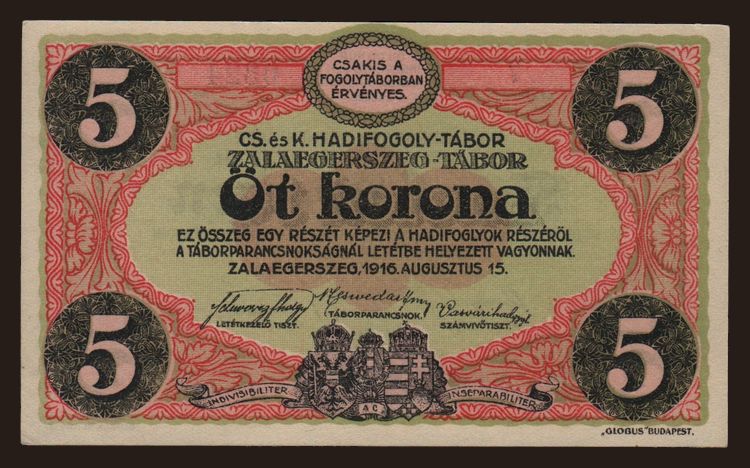 5 5
CSAKIS A
FOGOLYTÁBORBAN
ÉRVÉNYES.
CS. és K. HADIFOGOLY-TÁBOR
ZALAEGERSZEG-TÁBOR
Öt korona
EZ ÖSSZEG EGY RÉSZÉT KÉPEZI A HADIFOGLYOK RÉSZÉRŐL
A TÁBORPARANCSNOKSÁGNÁL LETÉTBE HELYEZETT VAGYONNAK.
ZALAEGERSZEG, 1916. AUGUSZTUS 15.
LETÉTKEZELŐ TISZT. TÁBORPARANCSNOK. SZÁMVIVŐTISZT.
5 5
INDIVISIBILITER AC INSEPARABILITER
„GLOBUS" BUDAPEST.